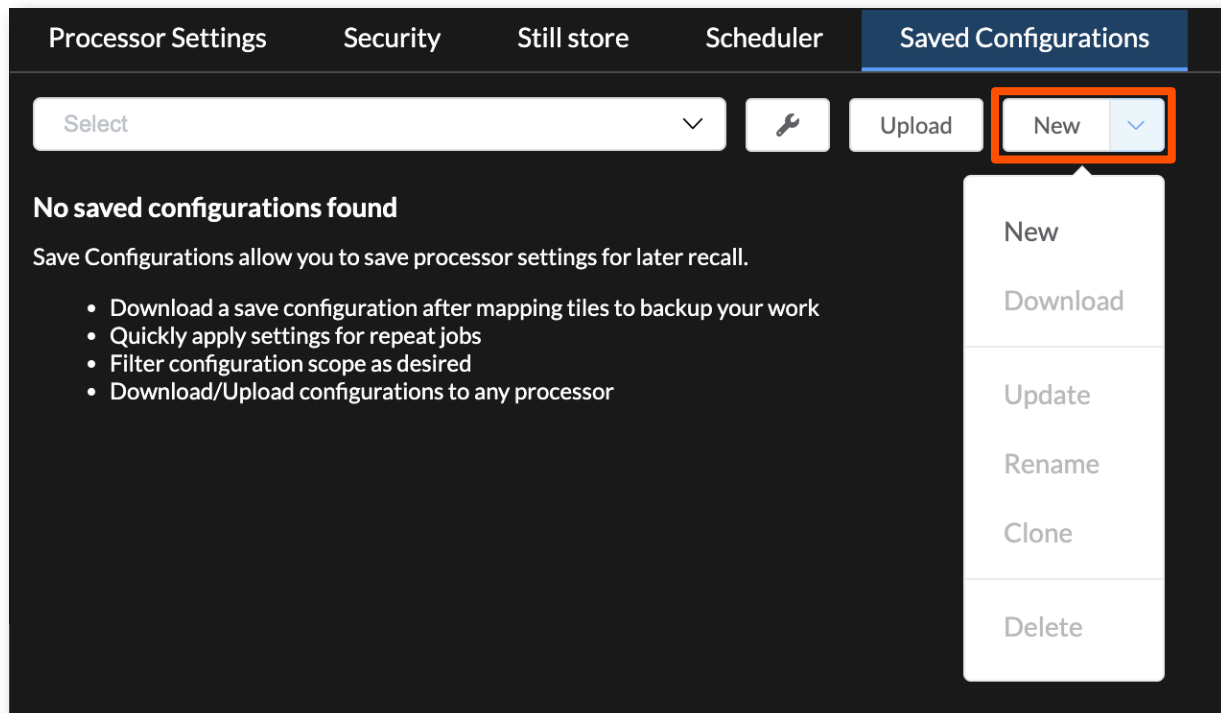 Processor Settings Security Still store Scheduler Saved Configurations
Select Upload New
No saved configurations found
Save Configurations allow you to save processor settings for later recall.
• Download a save configuration after mapping tiles to backup your work
• Quickly apply settings for repeat jobs
• Filter configuration scope as desired
• Download/Upload configurations to any processor
New
Download
Update
Rename
Clone
Delete